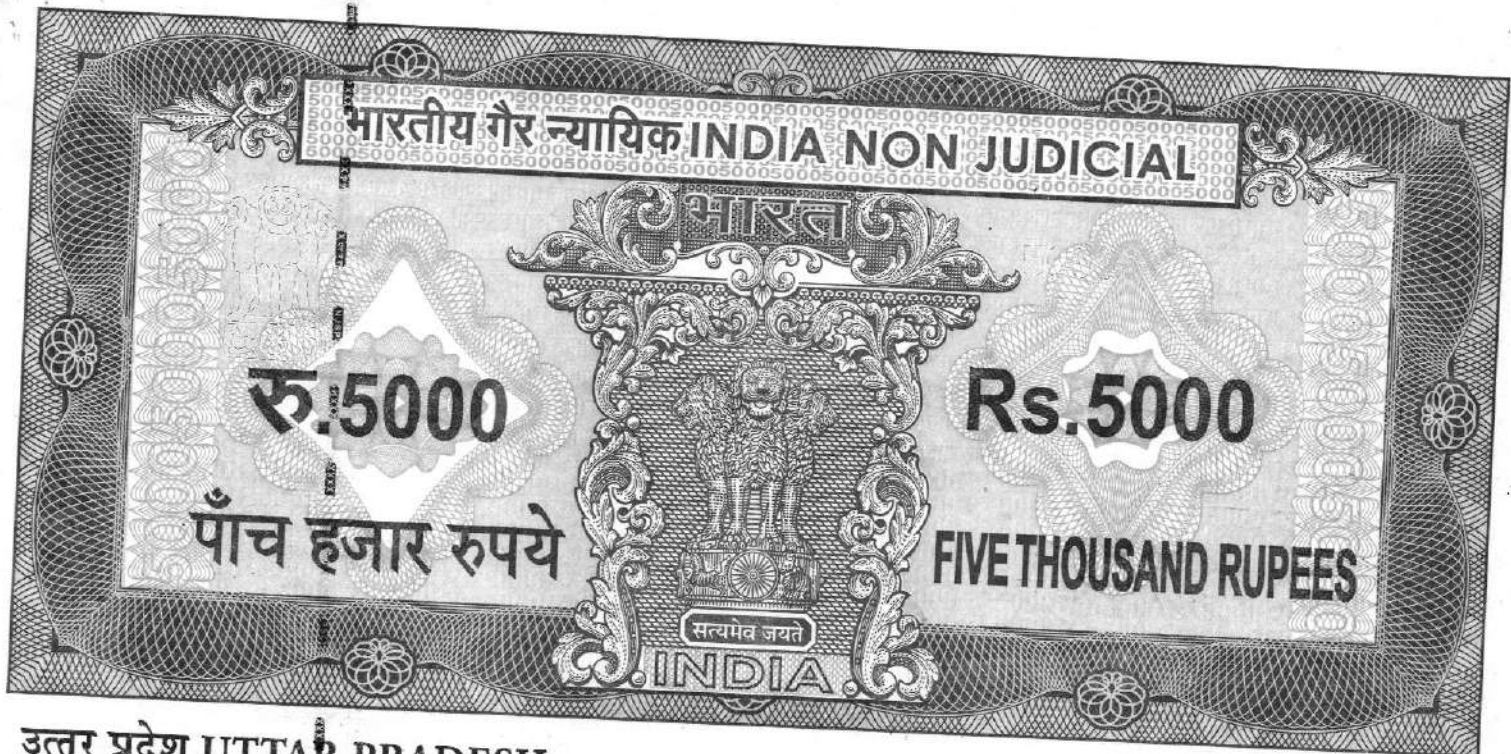 भारतीय गैर न्यायिक INDIA NON JUDICIAL
भारत
रु.5000
Rs.5000
पाँच हजार रुपये
FIVE THOUSAND RUPEES
सत्यमेव जयते
INDIA
उत्तर प्रदेश UTTAR PRADESH